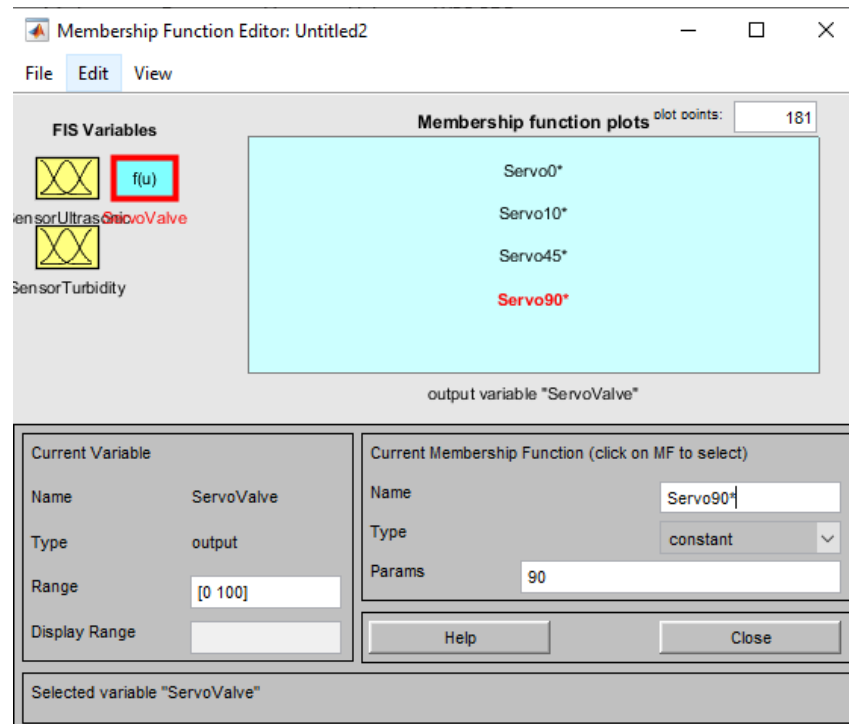 Membership Function Editor: Untitled2
File Edit View
FIS Variables
Membership function plots plot points: 181
f(u)
ServoValve
SensorTurbidity
Servo0*
Servo10*
Servo45*
Servo90*
output variable "ServoValve"
Current Variable
Name ServoValve
Type output
Range [0 100]
Display Range
Current Membership Function (click on MF to select)
Name Servo90*
Type constant
Params 90
Help Close
Selected variable "ServoValve"